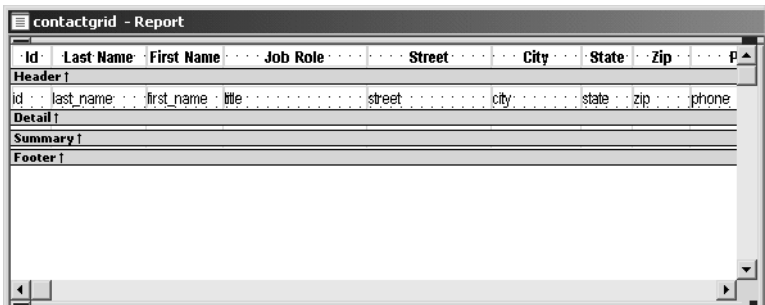 contactgrid - Report
Id Last Name First Name Job Role Street City State Zip P
Header ↑
id last_name first_name title street city state zip phone
Detail ↑
Summary ↑
Footer ↑